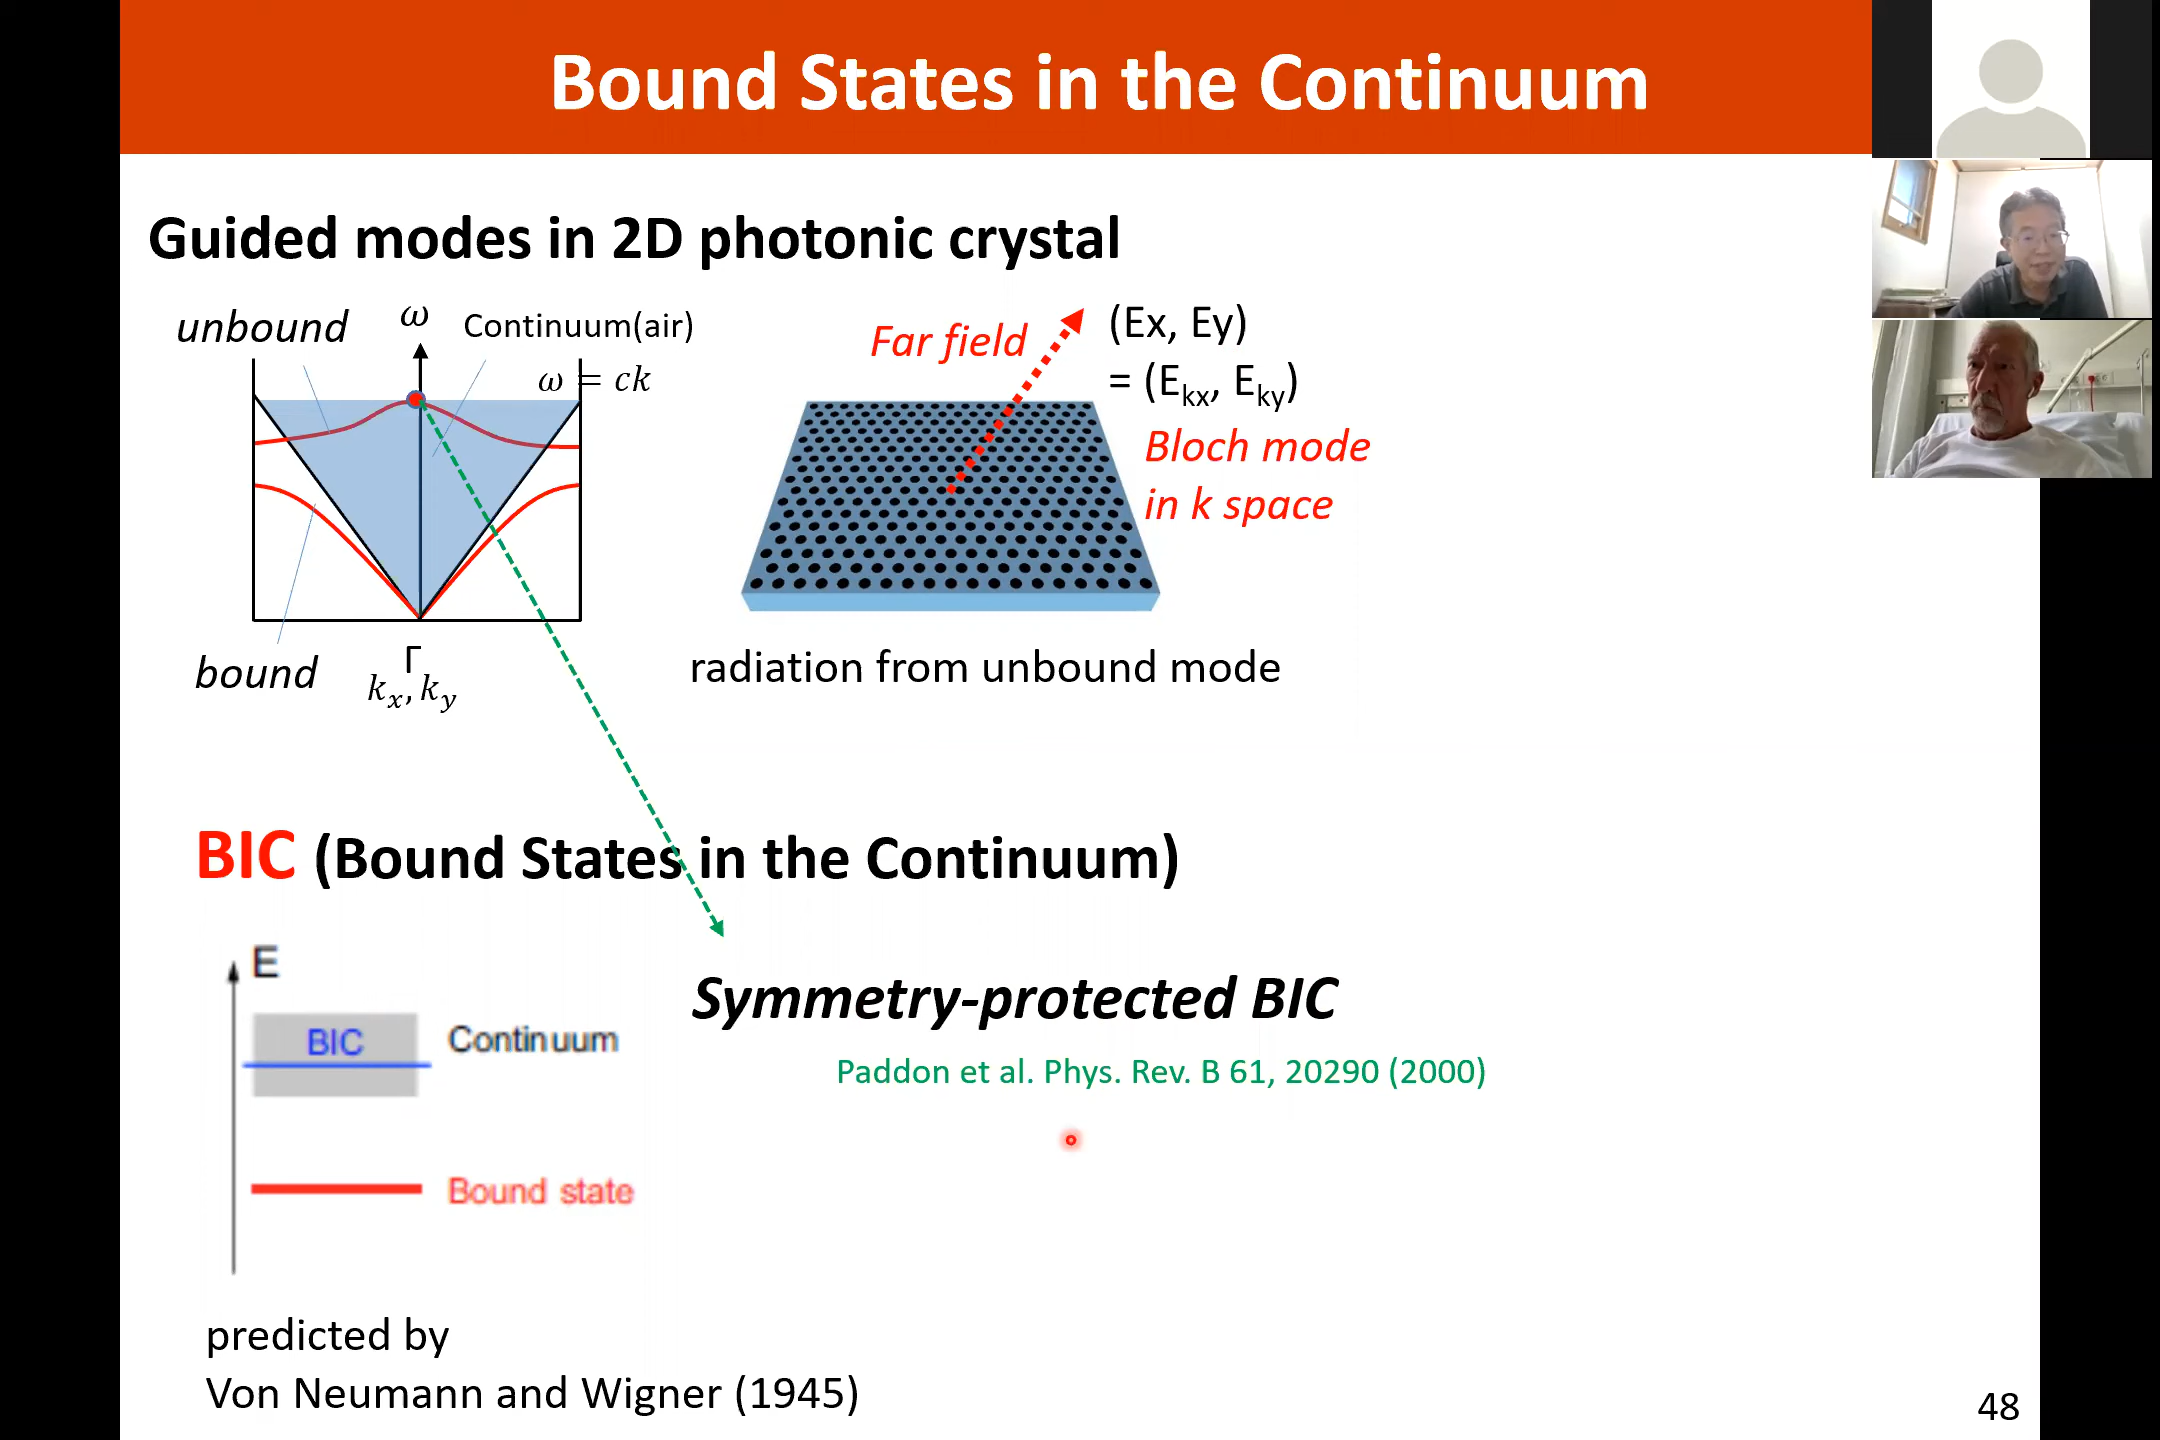 Bound States in the Continuum
Guided modes in 2D photonic crystal
unbound
ω
Continuum(air)
ω = ck
bound
Γ
kx, ky
Far field
(Ex, Ey)
= (Ekx, Eky)
Bloch mode
in k space
radiation from unbound mode
BIC (Bound States in the Continuum)
E
BIC
Continuum
Bound state
Symmetry-protected BIC
Paddon et al. Phys. Rev. B 61, 20290 (2000)
predicted by
Von Neumann and Wigner (1945)
48